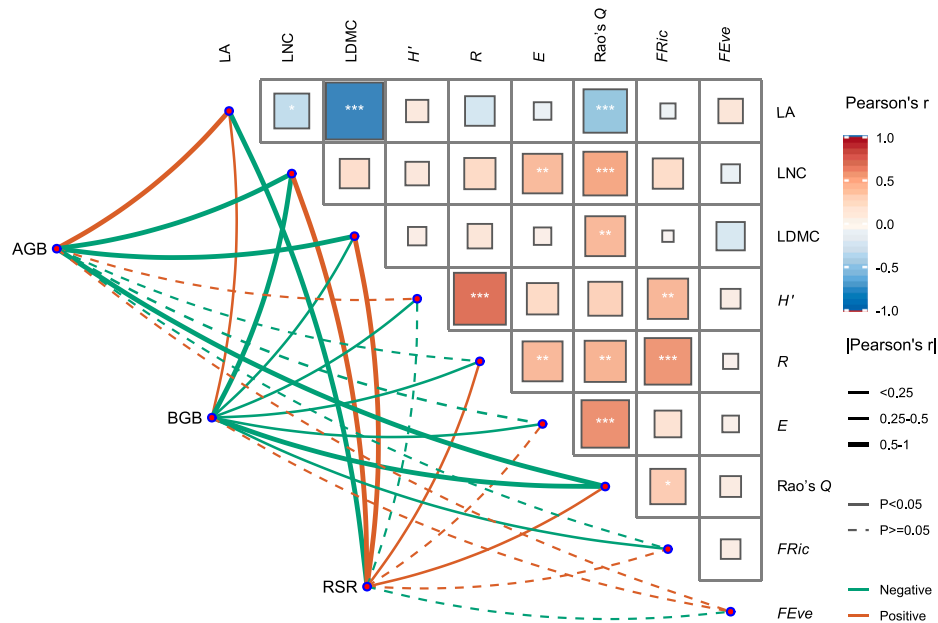 LA
LNC
LDMC
H'
R
E
Rao's Q
FRic
FEve
* *** *** LA
** *** LNC
** LDMC
*** ** H'
** ** *** R
*** E
* Rao's Q
FRic
FEve
AGB
BGB
RSR
Pearson's r
1.0
0.5
0.0
-0.5
-1.0
|Pearson's r|
<0.25
0.25-0.5
0.5-1
P<0.05
P>=0.05
Negative
Positive